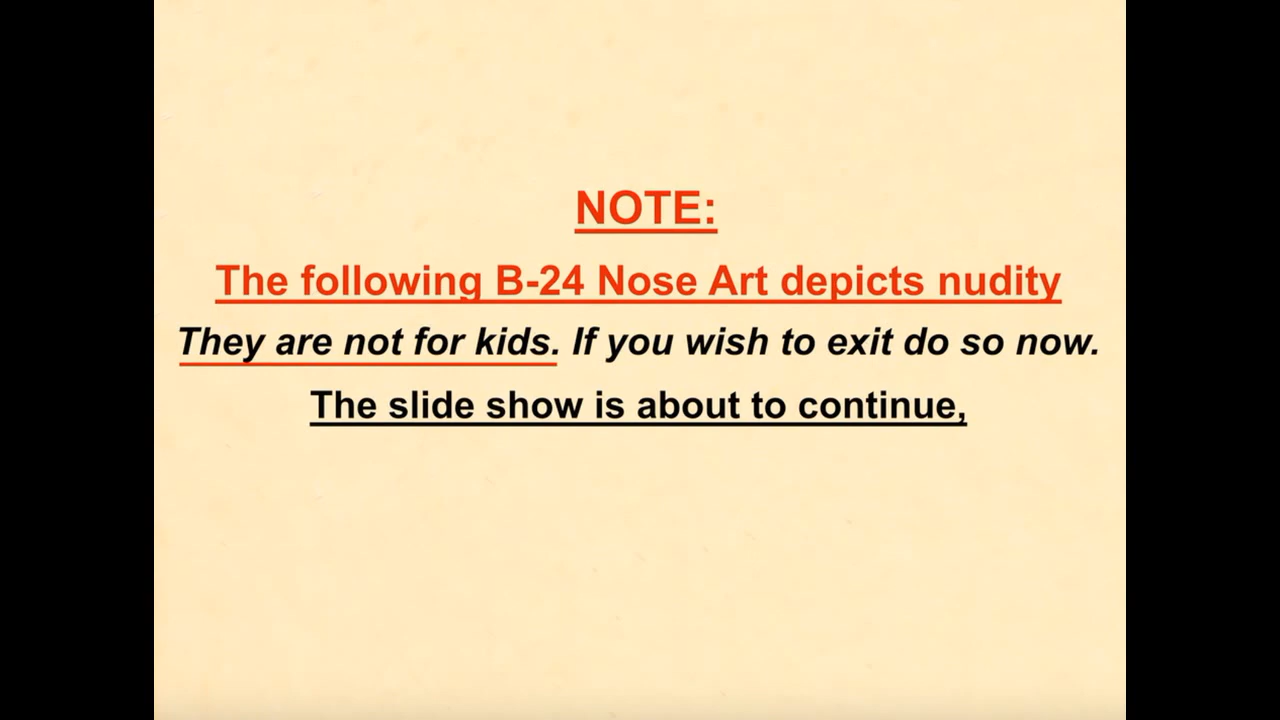 NOTE:
The following B-24 Nose Art depicts nudity
They are not for kids. If you wish to exit do so now.
The slide show is about to continue,